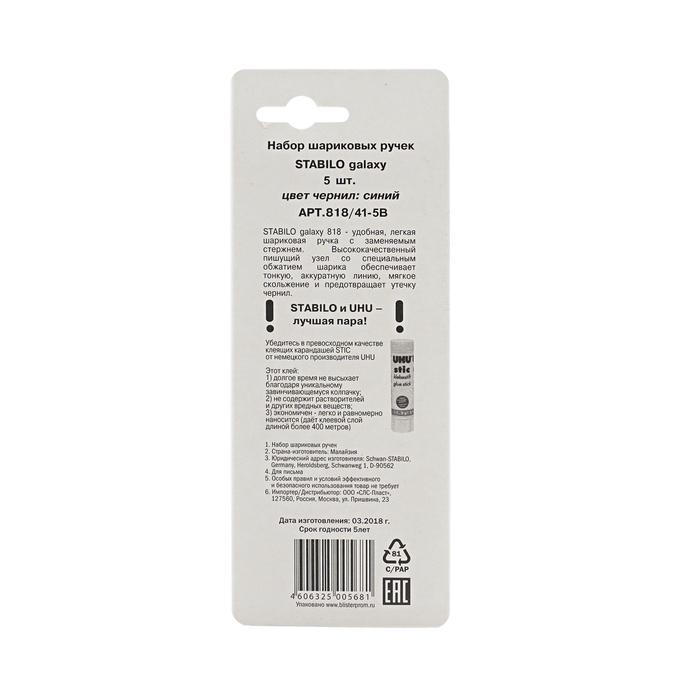 Набор шариковых ручек
STABILO galaxy
5 шт.
цвет чернил: синий
АРТ.818/41-5В
STABILO galaxy 818 - удобная, легкая
шариковая ручка с заменяемым
стержнем. Высококачественный
пишущий узел со специальным
обжатием шарика обеспечивает
тонкую, аккуратную линию, мягкое
скольжение и предотвращает утечку
чернил.
! STABILO и UHU – !
лучшая пара!
Убедитесь в превосходном качестве
клеящих карандашей STIC
от немецкого производителя UHU
UHU
stic
glue stick
Этот клей:
1) долгое время не высыхает
благодаря уникальному
завинчивающемуся колпачку;
2) не содержит растворителей
и других вредных веществ;
3) экономичен - легко и равномерно
наносится (даёт клеевой слой
длиной более 400 метров)
1. Набор шариковых ручек
2. Страна-изготовитель: Малайзия
3. Юридический адрес изготовителя: Schwan-STABILO,
Germany, Heroldsberg, Schwanweg 1, D-90562
4. Для письма
5. Особых правил и условий эффективного
и безопасного использования товар не требует
6. Импортер/Дистрибьютор: ООО «СЛС-Пласт»,
127560, Россия, Москва, ул. Пришвина, 23
Дата изготовления: 03.2018 г.
Срок годности 5лет
81
C/PAP
4 606325 005681
EAC
Упаковано www.blisterprom.ru